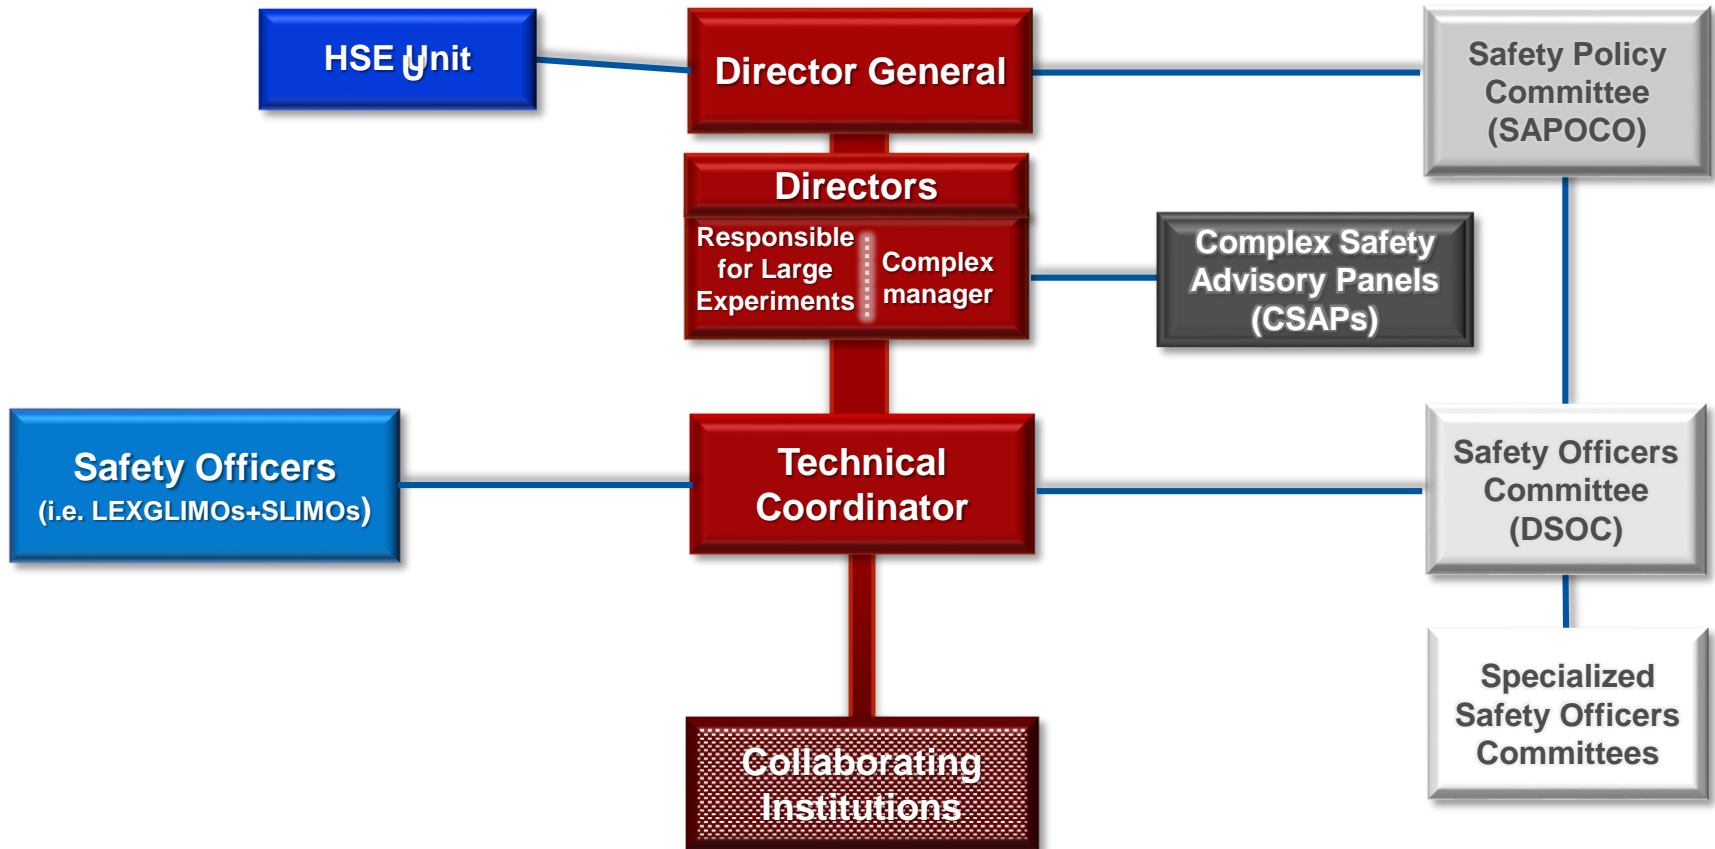 HSE Unit
Director General
Safety Policy
Committee
(SAPOCO)
Directors
Responsible
for Large
Experiments
Complex
manager
Complex Safety
Advisory Panels
(CSAPs)
Safety Officers
(i.e. LEXGLIMOs+SLIMOs)
Technical
Coordinator
Safety Officers
Committee
(DSOC)
Specialized
Safety Officers
Committees
Collaborating
Institutions